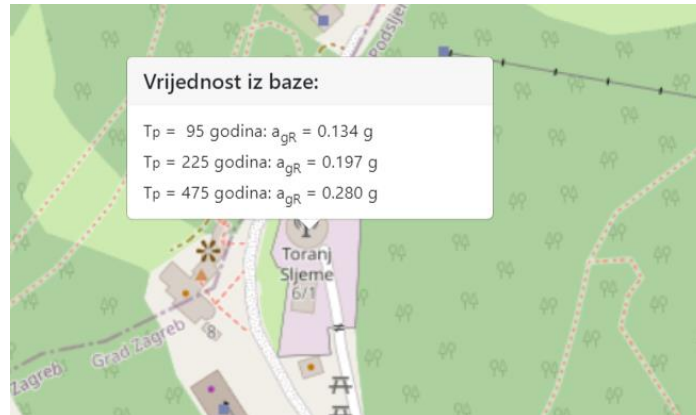 Podslje
Vrijednost iz baze:
Tp = 95 godina: agR = 0.134 g
Tp = 225 godina: agR = 0.197 g
Tp = 475 godina: agR = 0.280 g
Toranj
Sljeme
6/1
8
Grad Zagreb
Zagreb